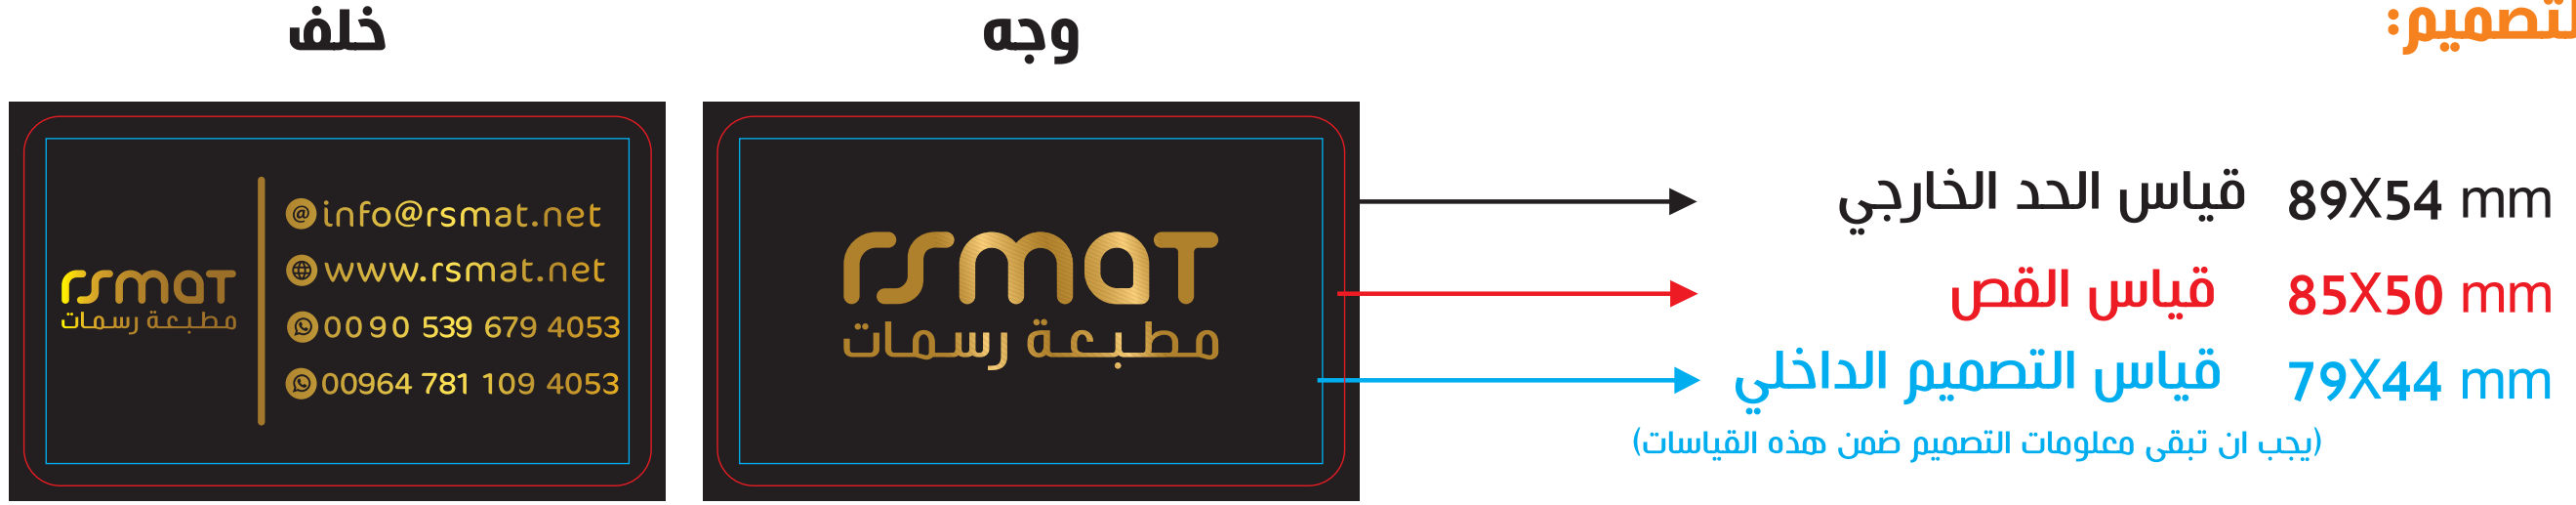 لتصميم:
وجه
خلف
rsmat
مطبعة رسمات
info@rsmat.net
www.rsmat.net
0090 539 679 4053
00964 781 109 4053
rsmat
مطبعة رسمات
قياس الحد الخارجي 89X54 mm
قياس القص 85X50 mm
قياس التصميم الداخلي 79X44 mm
(يجب ان تبقى معلومات التصميم ضمن هذه القياسات)